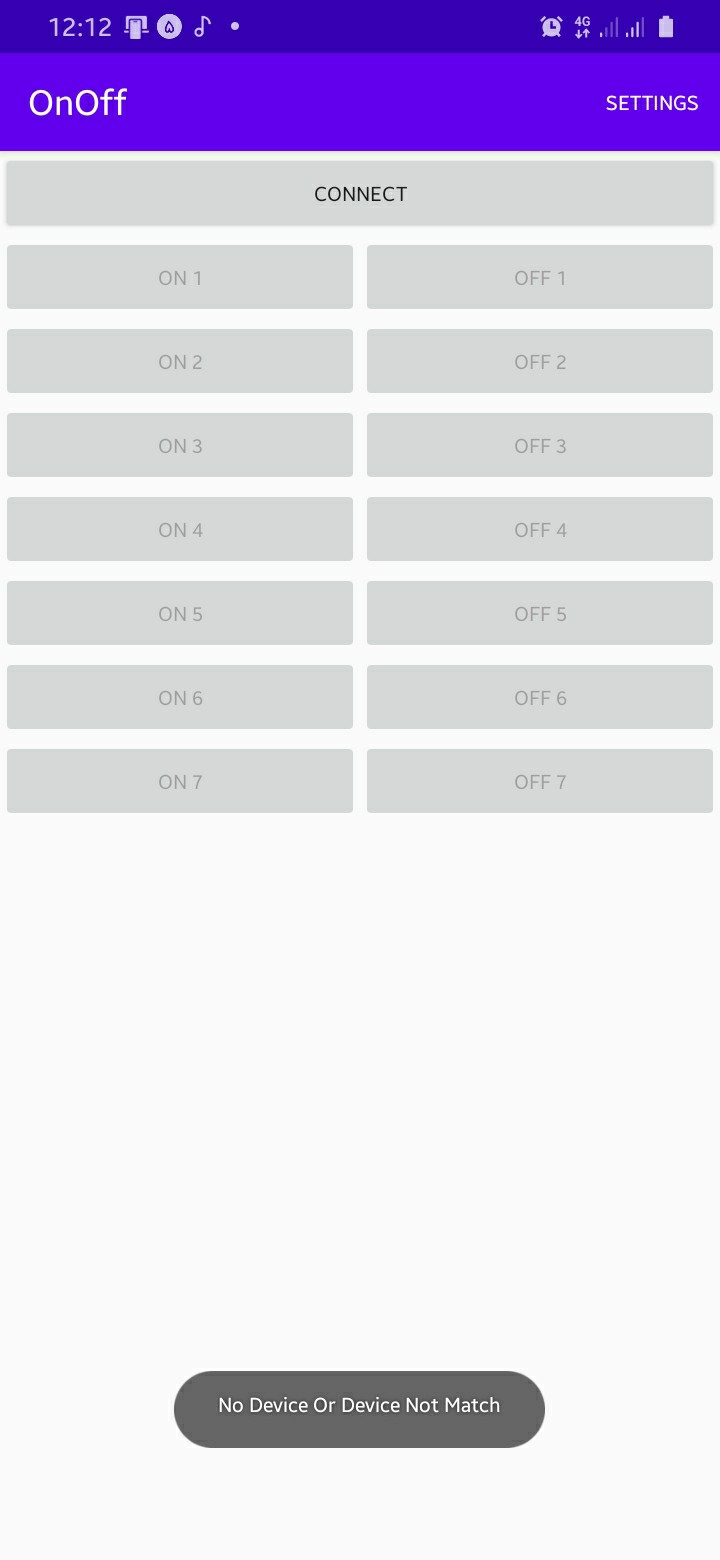 12:12
4G
OnOff
SETTINGS
CONNECT
ON 1
OFF 1
ON 2
OFF 2
ON 3
OFF 3
ON 4
OFF 4
ON 5
OFF 5
ON 6
OFF 6
ON 7
OFF 7
No Device Or Device Not Match